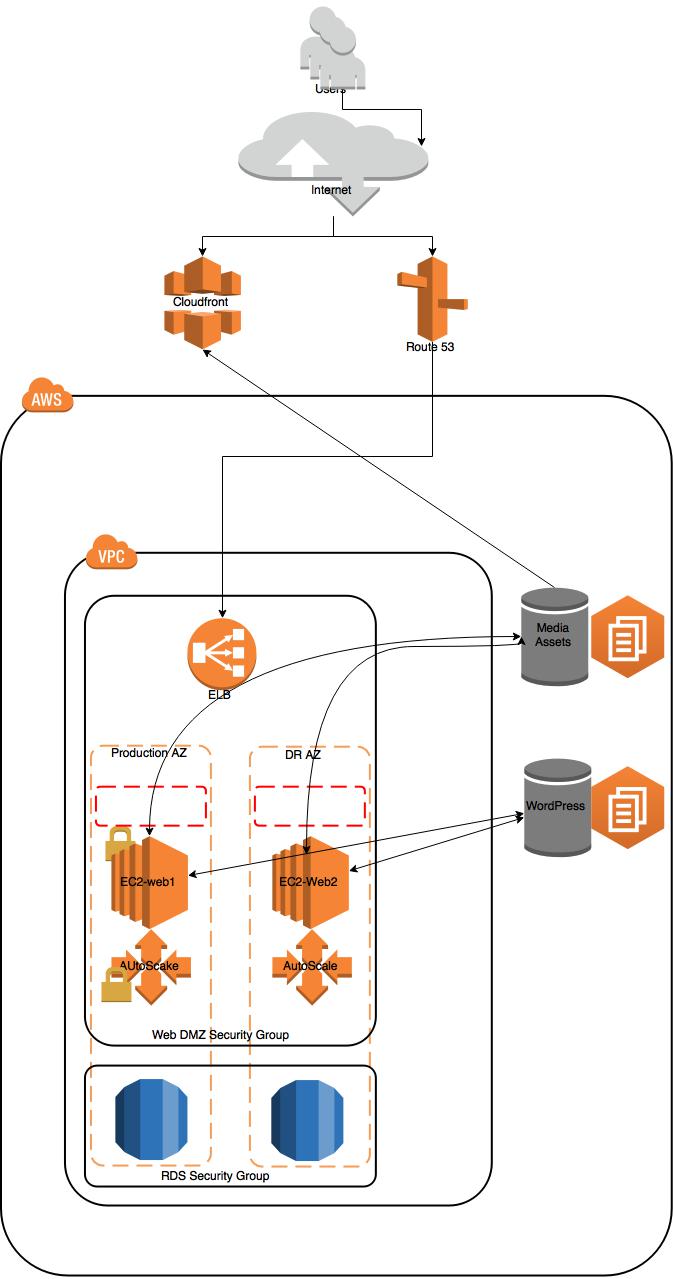 Users
Internet
Cloudfront
Route 53
AWS
VPC
Media
Assets
ELB
Production AZ
DR AZ
WordPress
EC2-web1
EC2-Web2
AUtoScake
AutoScale
Web DMZ Security Group
RDS Security Group